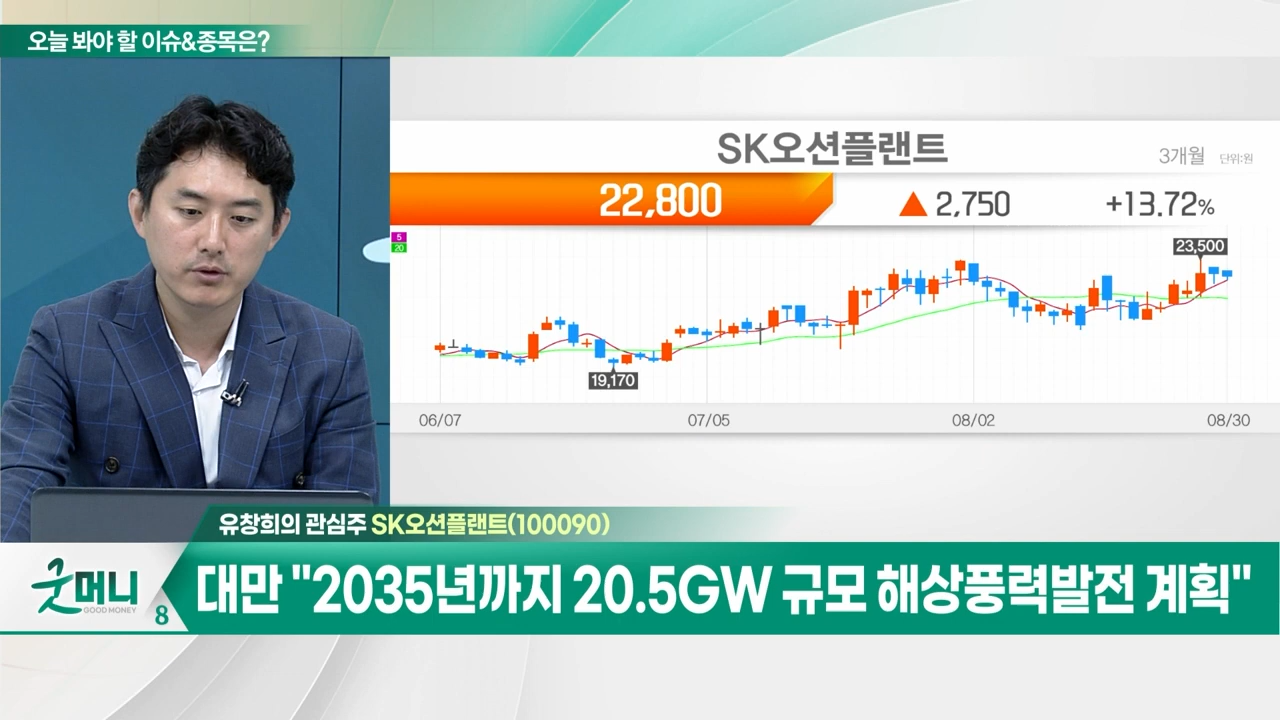 오늘 봐야 할 이슈&종목은?
SK오션플랜트
3개월 단위:원
22,800 ▲ 2,750 +13.72%
5
20
23,500
19,170
06/07 07/05 08/02 08/30
유창희의 관심주 SK오션플랜트(100090)
굿머니
GOOD MONEY
8
대만 "2035년까지 20.5GW 규모 해상풍력발전 계획"